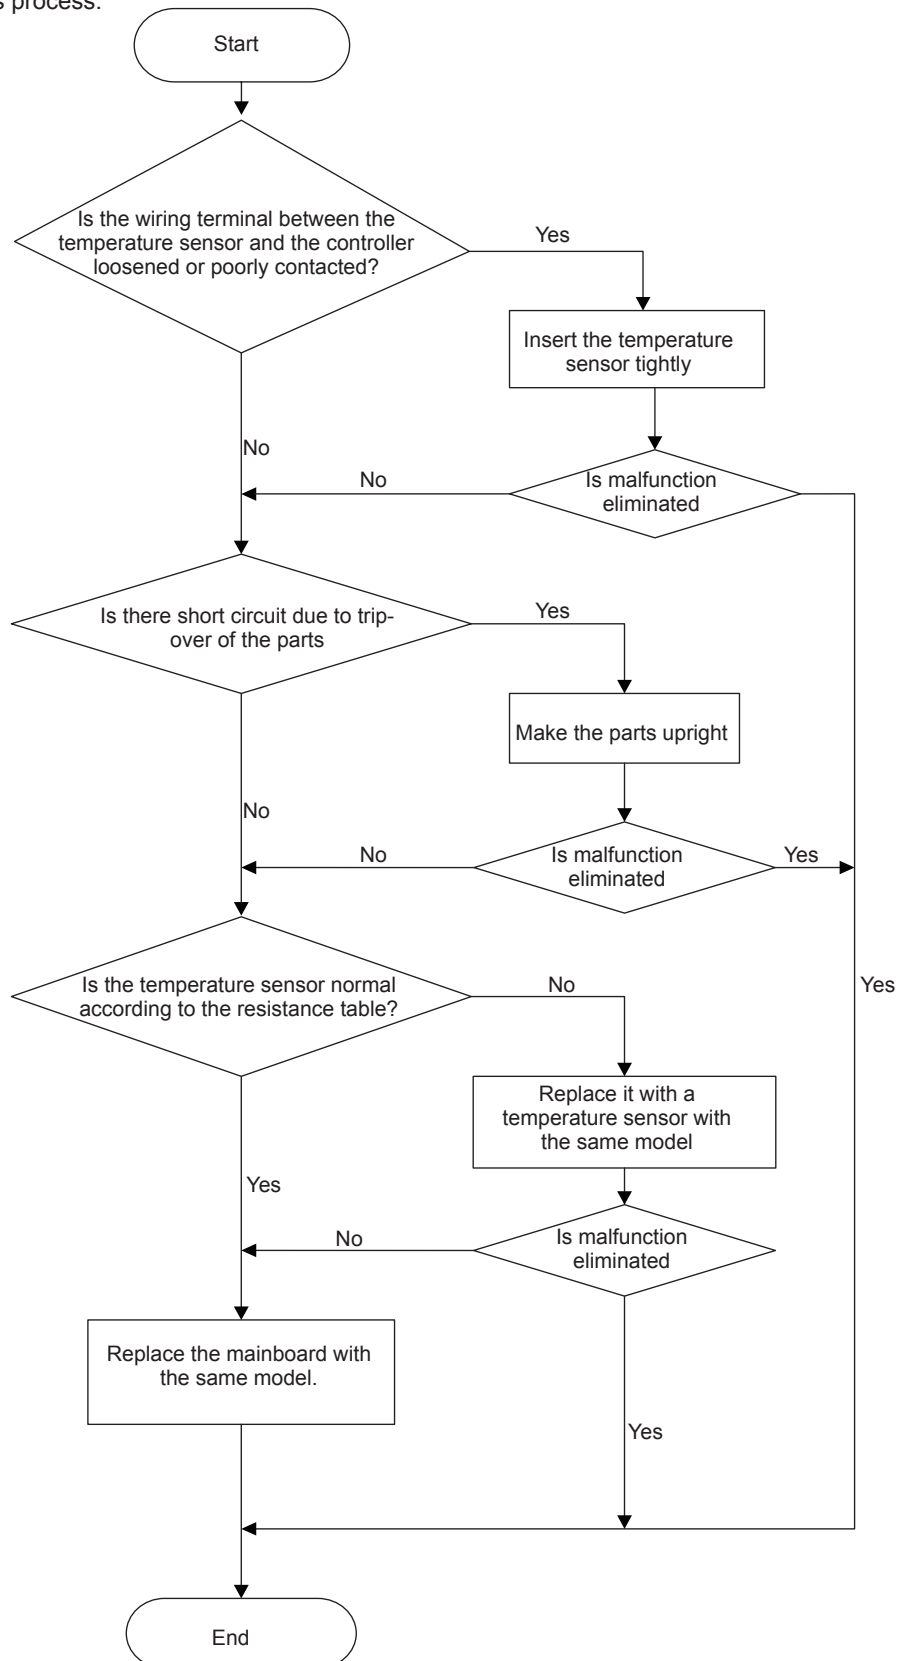 s process.
Start
Is the wiring terminal between the
temperature sensor and the controller
loosened or poorly contacted?
Yes
Insert the temperature
sensor tightly
No
No
Is malfunction
eliminated
Is there short circuit due to trip-
over of the parts
Yes
Make the parts upright
No
No
Is malfunction
eliminated
Yes
Is the temperature sensor normal
according to the resistance table?
No
Yes
Replace it with a
temperature sensor with
the same model
Yes
No
Is malfunction
eliminated
Replace the mainboard with
the same model.
Yes
End